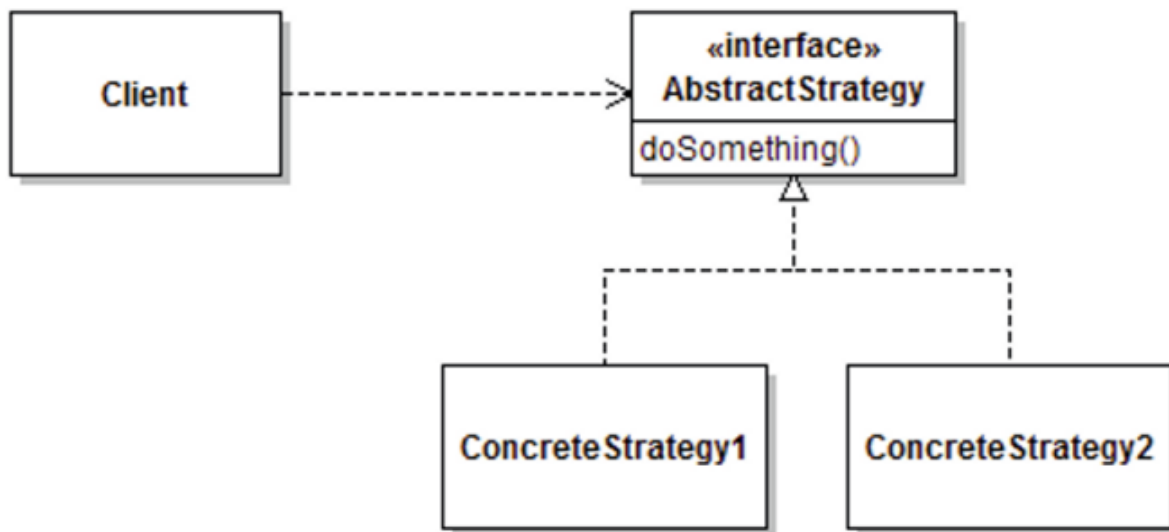 Client
«interface»
AbstractStrategy
doSomething()
ConcreteStrategy1
ConcreteStrategy2